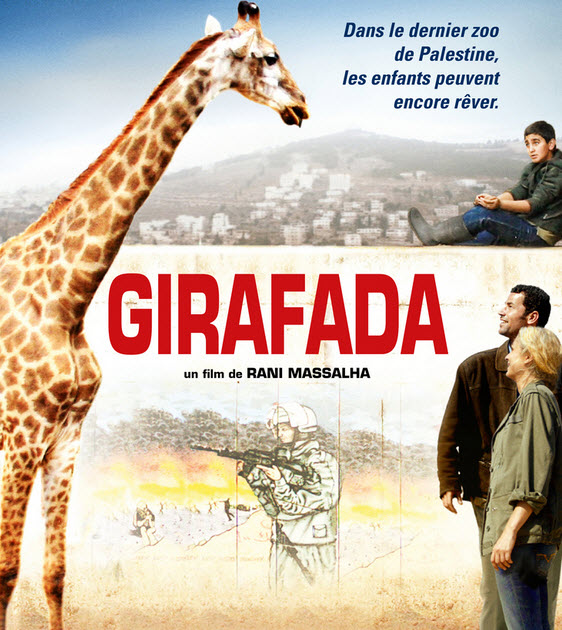 Dans le dernier zoo
de Palestine,
les enfants peuvent
encore rêver.
GIRAFADA
un film de RANI MASSALHA